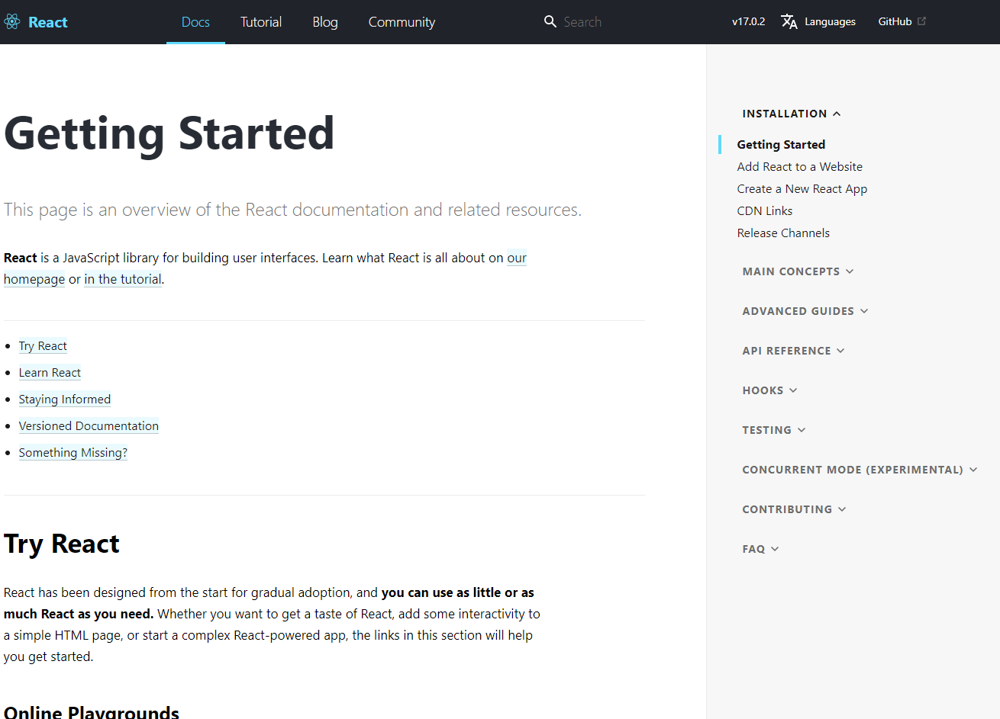 React
Docs
Tutorial
Blog
Community
Search
v17.0.2
Languages
GitHub
Getting Started
This page is an overview of the React documentation and related resources.
React is a JavaScript library for building user interfaces. Learn what React is all about on our
homepage or in the tutorial.
Try React
Learn React
Staying Informed
Versioned Documentation
Something Missing?
Try React
React has been designed from the start for gradual adoption, and you can use as little or as
much React as you need. Whether you want to get a taste of React, add some interactivity to
a simple HTML page, or start a complex React-powered app, the links in this section will help
you get started.
Online Playgrounds
INSTALLATION
Getting Started
Add React to a Website
Create a New React App
CDN Links
Release Channels
MAIN CONCEPTS
ADVANCED GUIDES
API REFERENCE
HOOKS
TESTING
CONCURRENT MODE (EXPERIMENTAL)
CONTRIBUTING
FAQ